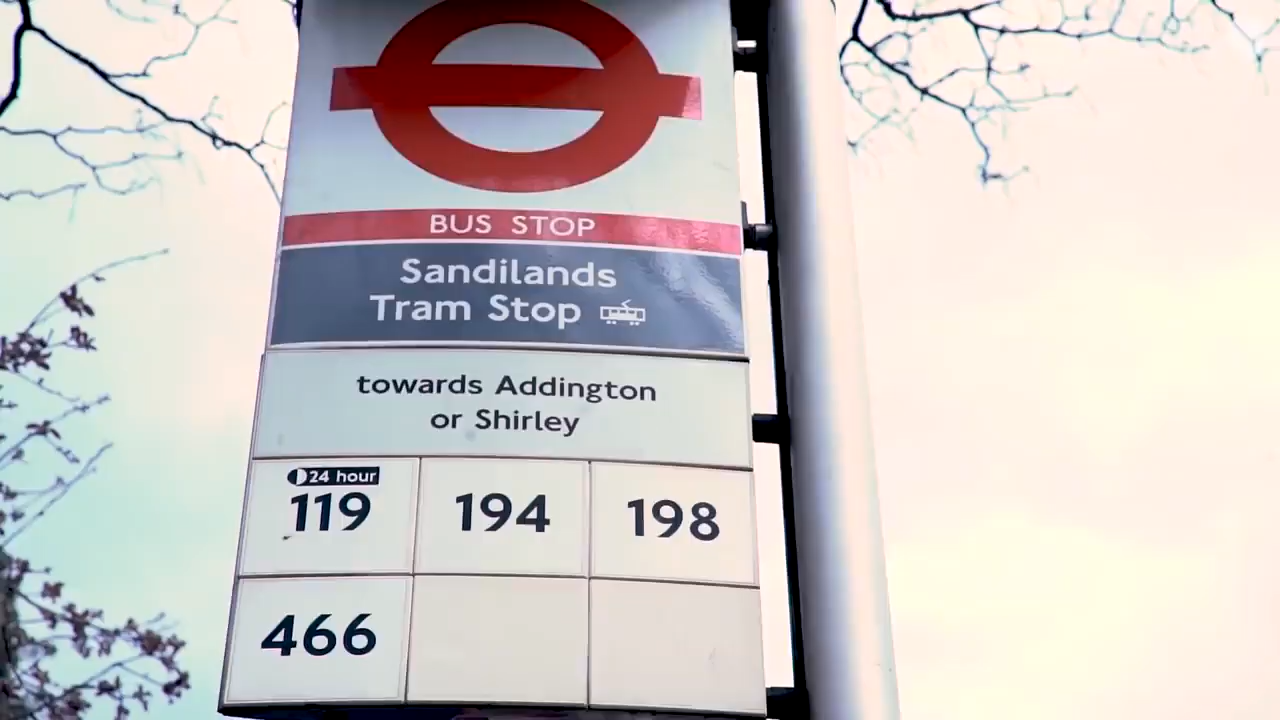 BUS STOP
Sandilands
Tram Stop
towards Addington
or Shirley
24 hour
119 194 198
466